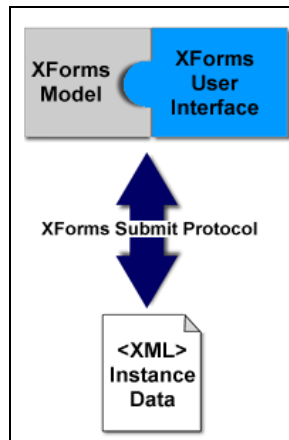 XForms
Model
XForms
User
Interface
XForms Submit Protocol
<XML>
Instance
Data